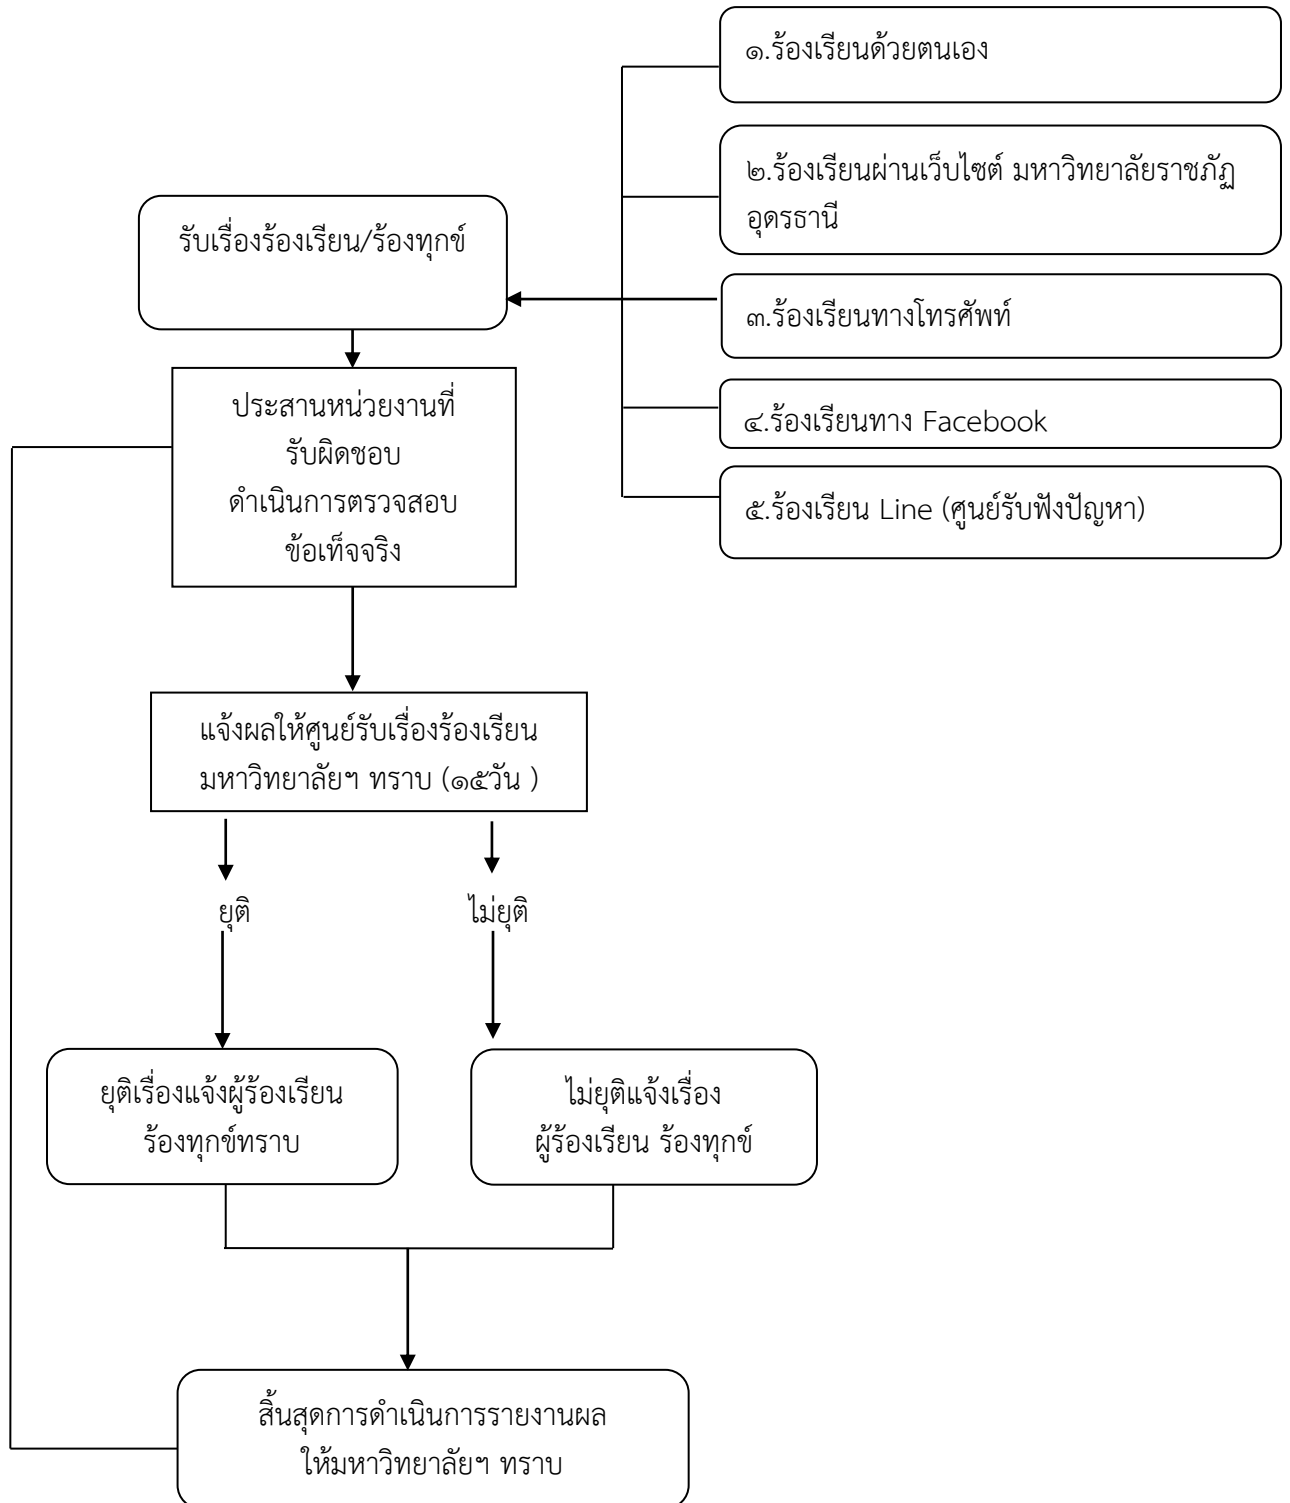 ๑.ร้องเรียนด้วยตนเอง
๒.ร้องเรียนผ่านเว็บไซต์ มหาวิทยาลัยราชภัฏ
อุดรธานี
รับเรื่องร้องเรียน/ร้องทุกข์
๓.ร้องเรียนทางโทรศัพท์
๔.ร้องเรียนทาง Facebook
๕.ร้องเรียน Line (ศูนย์รับฟังปัญหา)
ประสานหน่วยงานที่
รับผิดชอบ
ดำเนินการตรวจสอบ
ข้อเท็จจริง
แจ้งผลให้ศูนย์รับเรื่องร้องเรียน
มหาวิทยาลัยฯ ทราบ (๑๕วัน )
ยุติ
ไม่ยุติ
ยุติเรื่องแจ้งผู้ร้องเรียน
ร้องทุกข์ทราบ
ไม่ยุติแจ้งเรื่อง
ผู้ร้องเรียน ร้องทุกข์
สิ้นสุดการดำเนินการรายงานผล
ให้มหาวิทยาลัยฯ ทราบ